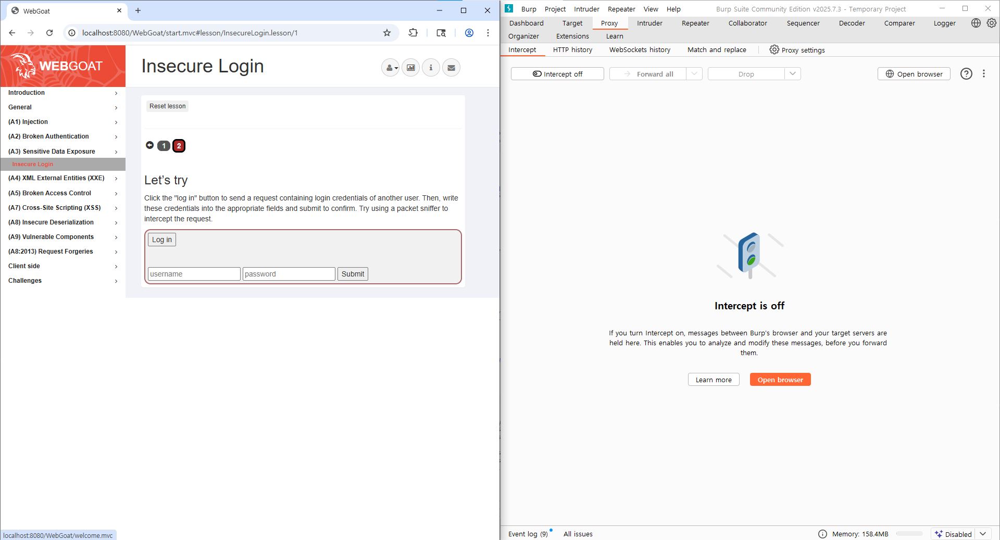 WebGoat
localhost:8080/WebGoat/start.mvc#lesson/InsecureLogin.lesson/1
WEBGOAT
Introduction
General
(A1) Injection
(A2) Broken Authentication
(A3) Sensitive Data Exposure
Insecure Login
(A4) XML External Entities (XXE)
(A5) Broken Access Control
(A7) Cross-Site Scripting (XSS)
(A8) Insecure Deserialization
(A9) Vulnerable Components
(A8:2013) Request Forgeries
Client side
Challenges
Insecure Login
Reset lesson
1 2
Let's try
Click the "log in" button to send a request containing login credentials of another user. Then, write
these credentials into the appropriate fields and submit to confirm. Try using a packet sniffer to
intercept the request.
Log in
username password Submit
localhost:8080/WebGoat/welcome.mvc
Burp Project Intruder Repeater View Help Burp Suite Community Edition v2025.7.3 - Temporary Project
Dashboard Target Proxy Intruder Repeater Collaborator Sequencer Decoder Comparer Logger
Organizer Extensions Learn
Intercept HTTP history WebSockets history Match and replace Proxy settings
Intercept off Forward all Drop Open browser
Intercept is off
If you turn Intercept on, messages between Burp's browser and your target servers are
held here. This enables you to analyze and modify these messages, before you forward
them.
Learn more Open browser
Event log (9) All issues Memory: 158.4MB Disabled